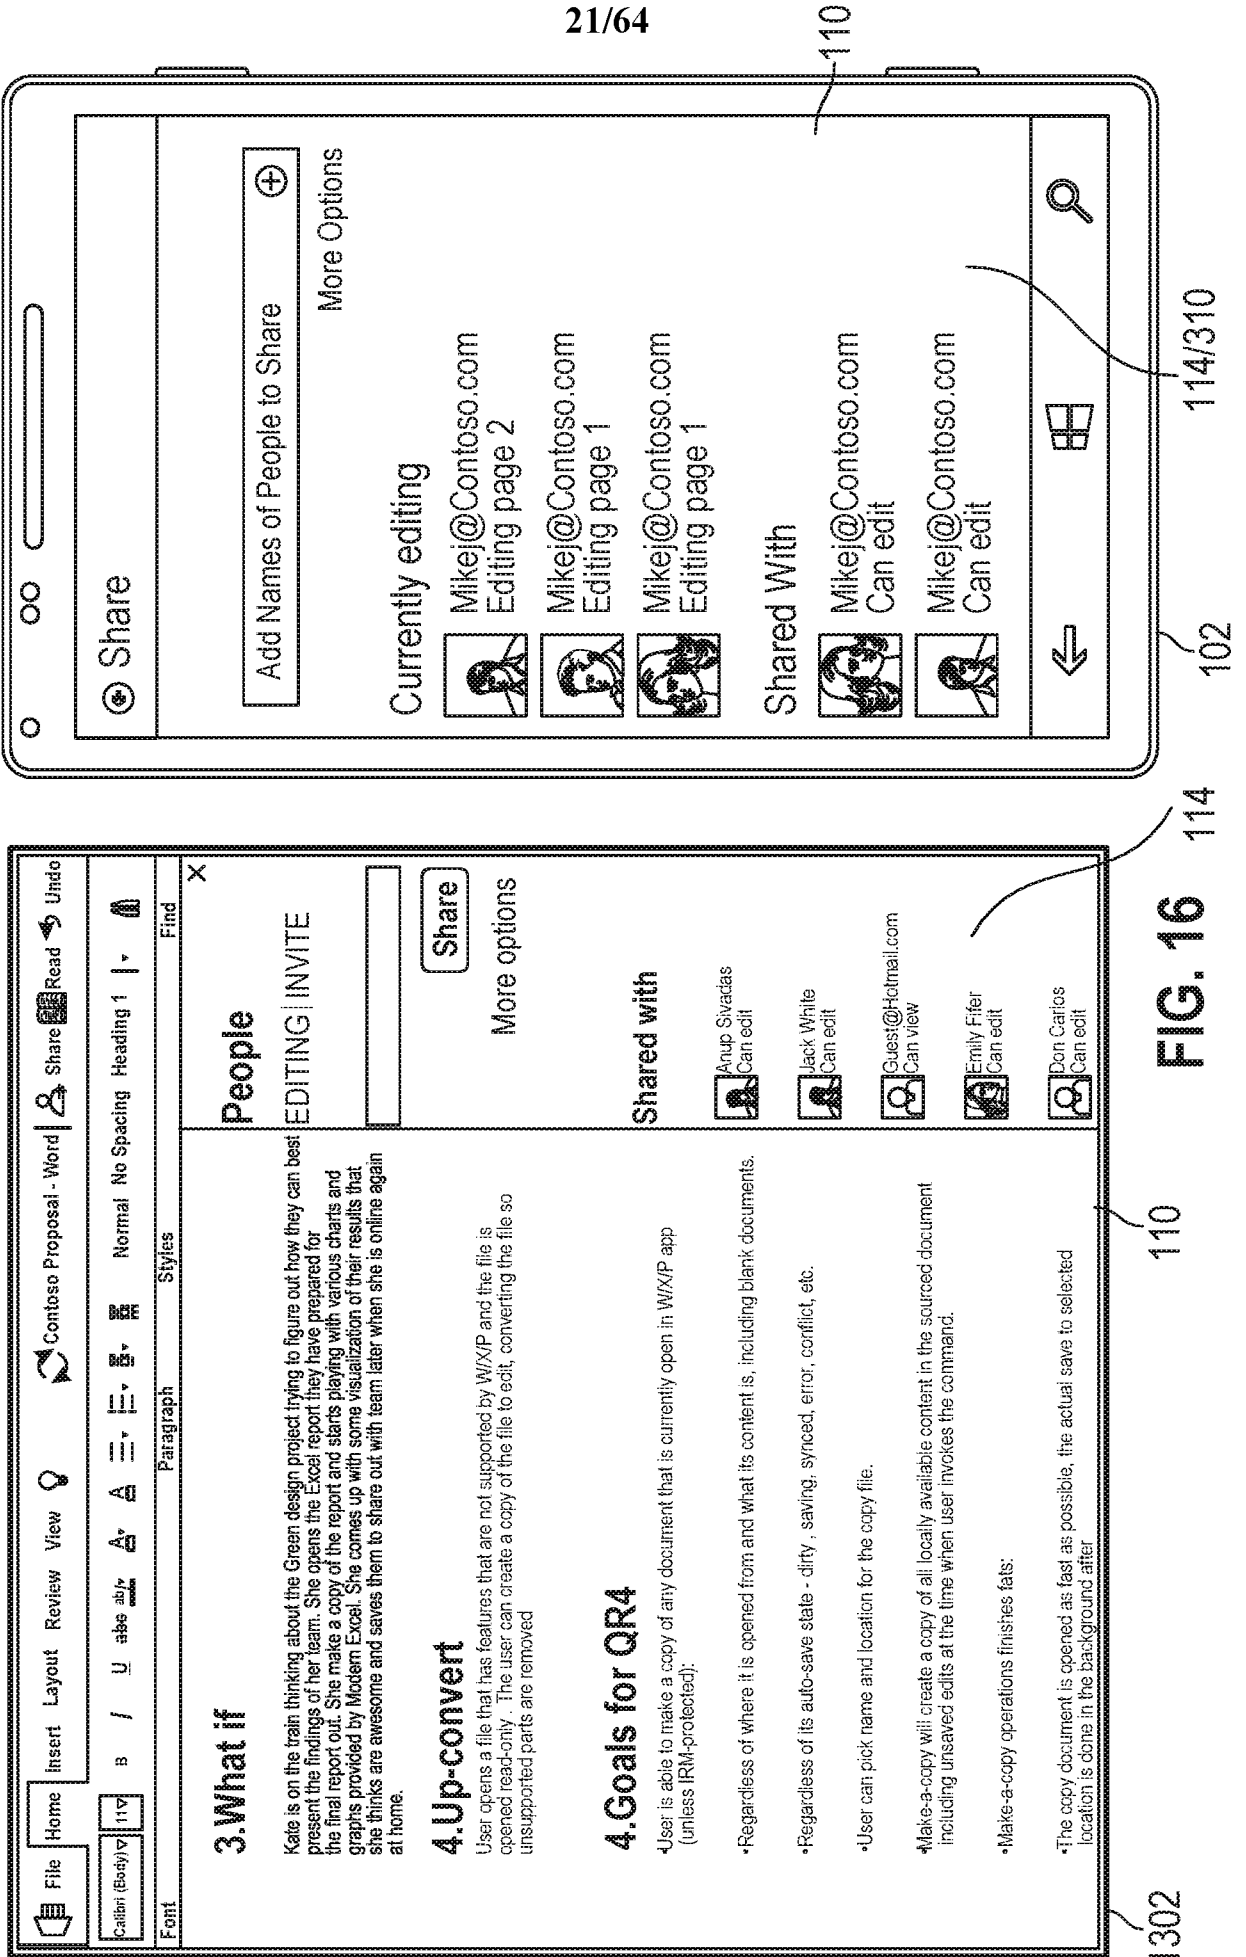 21/64
File Home Insert Layout Review View Contoso Proposal - Word Share Read Undo
Calibri (Body) 11 B I U abc ab/ A A Normal No Spacing Heading 1
Font Paragraph Styles Find
3.What if
Kate is on the train thinking about the Green design project trying to figure out how they can best
present the findings of her team. She opens the Excel report they have prepared for
the final report out. She make a copy of the report and starts playing with various charts and
graphs provided by Modern Excel. She comes up with some visualization of their results that
she thinks are awesome and saves them to share out with team later when she is online again
at home.
4.Up-convert
User opens a file that has features that are not supported by W/X/P and the file is
opened read-only . The user can create a copy of the file to edit, converting the file so
unsupported parts are removed
4.Goals for QR4
•User is able to make a copy of any document that is currently open in W/X/P app
(unless IRM-protected):
•Regardless of where it is opened from and what its content is, including blank documents.
•Regardless of its auto-save state - dirty , saving, synced, error, conflict, etc.
•User can pick name and location for the copy file.
•Make-a-copy will create a copy of all locally available content in the sourced document
including unsaved edits at the time when user invokes the command.
•Make-a-copy operations finishes fats:
•The copy document is opened as fast as possible, the actual save to selected
location is done in the background after
X
People
EDITING| INVITE
Share
More options
Shared with
Anup Sivadas
Can edit
Jack White
Can edit
Guest@Hotmail.com
Can view
Emily Fifer
Can edit
Don Carlos
Can edit
1302
110
114
Share
Add Names of People to Share
More Options
Currently editing
Mikej@Contoso.com
Editing page 2
Mikej@Contoso.com
Editing page 1
Mikej@Contoso.com
Editing page 1
Shared With
Mikej@Contoso.com
Can edit
Mikej@Contoso.com
Can edit
102
114/310
110
FIG. 16